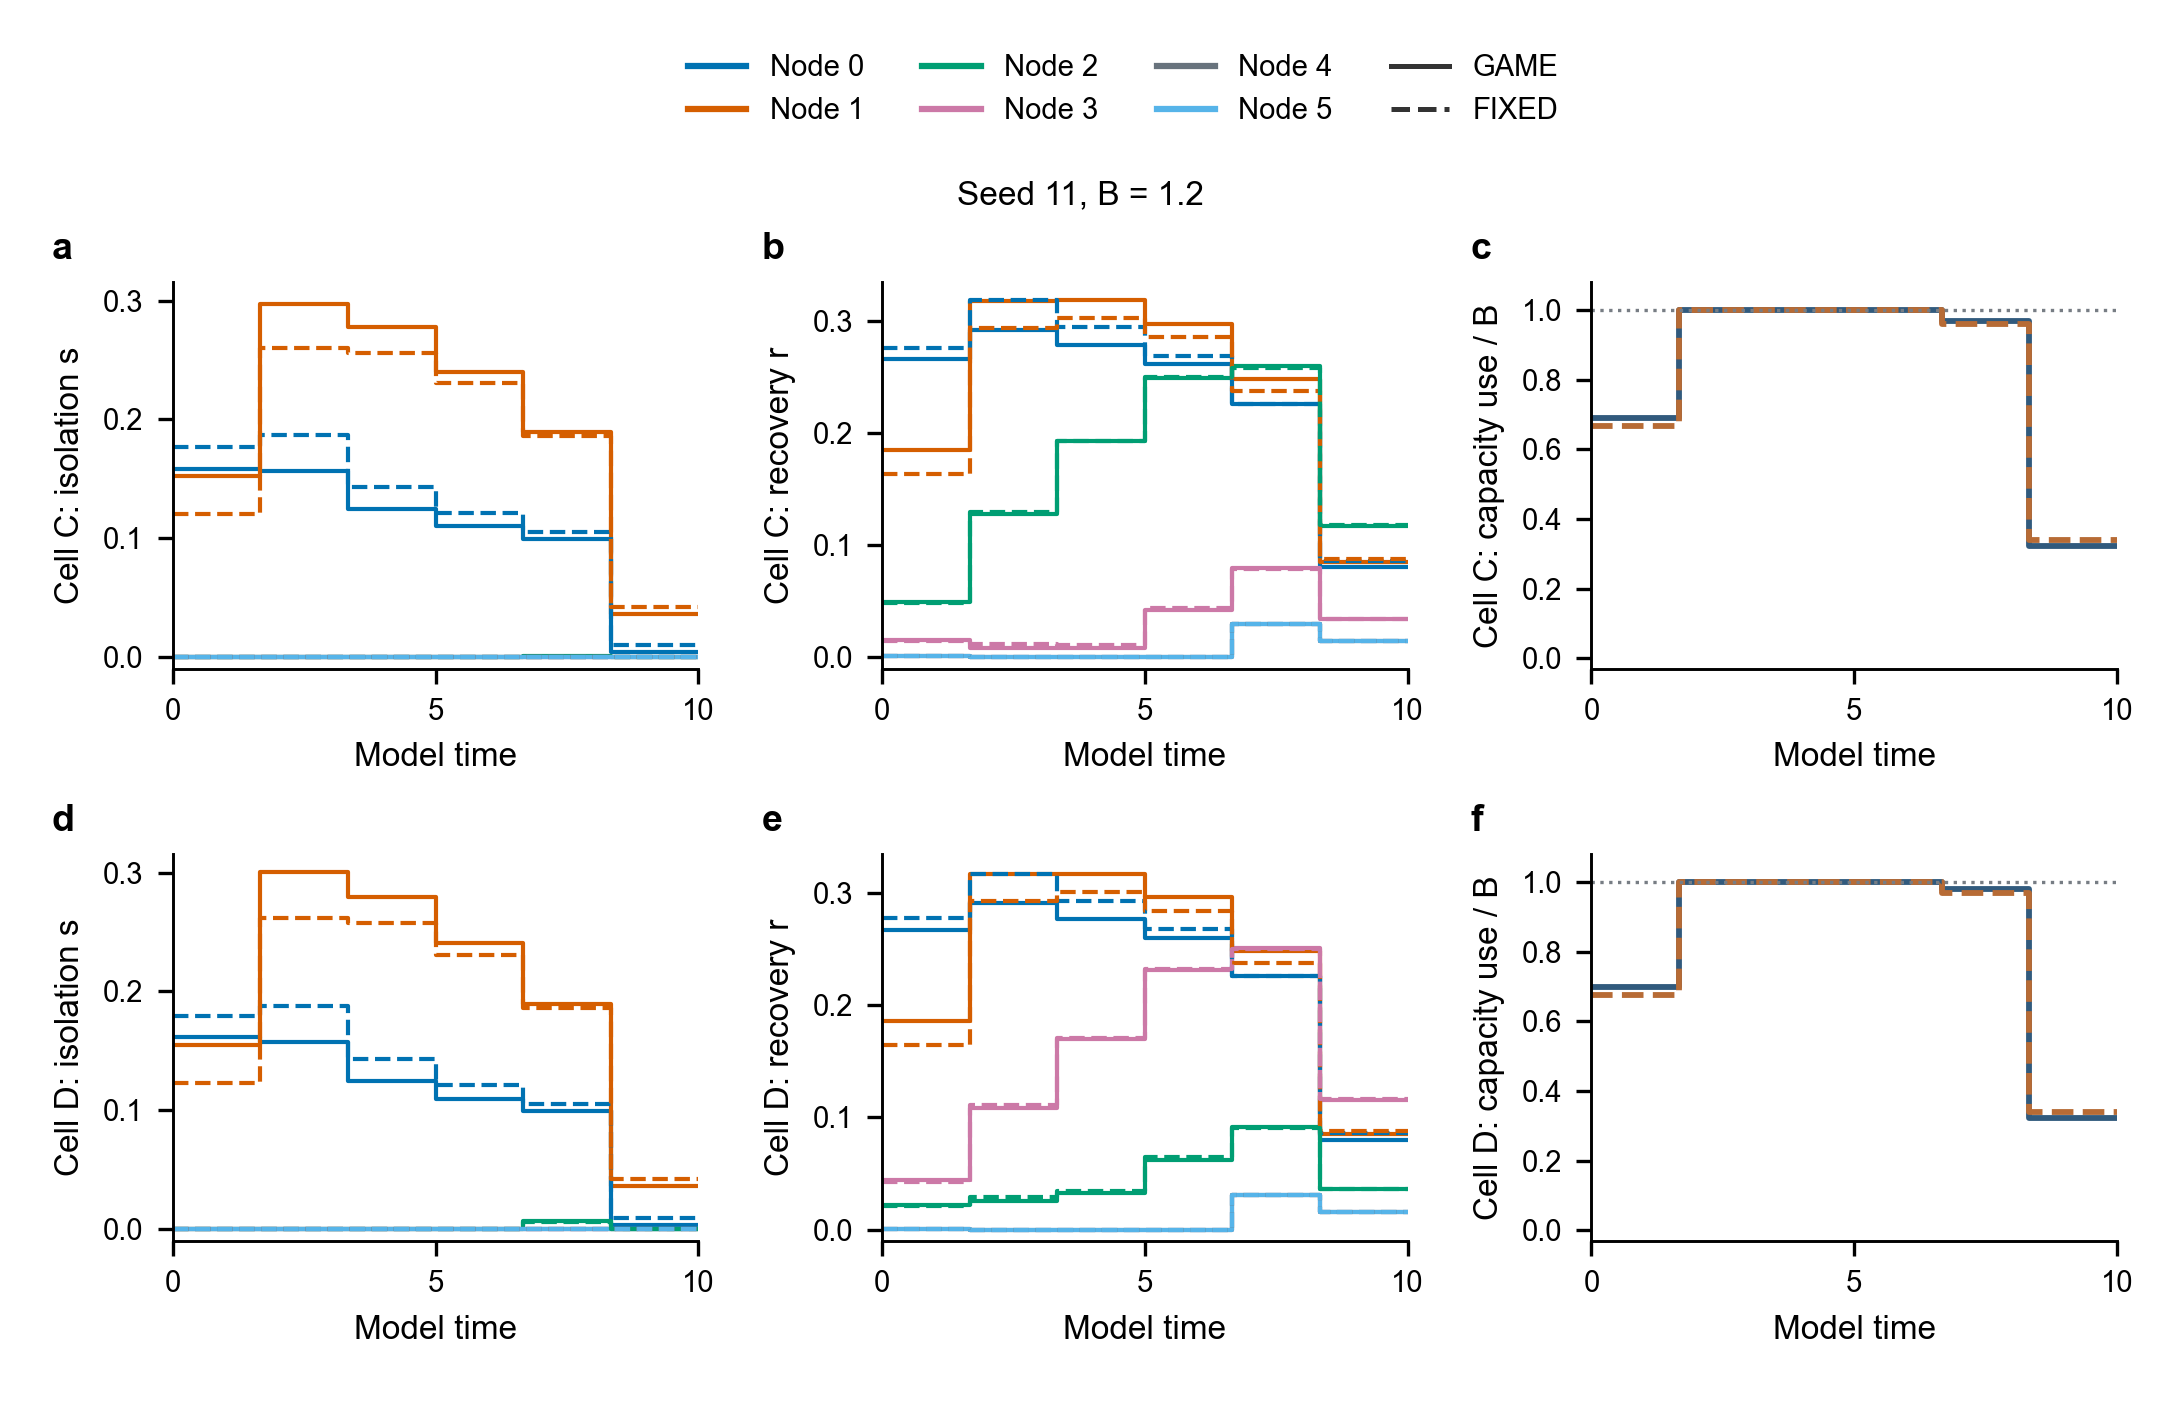 Node 0 Node 2 Node 4 GAME
Node 1 Node 3 Node 5 FIXED
Seed 11, B = 1.2
a
0.3
0.2
0.1
0.0
0 5 10
Cell C: isolation s
Model time
b
0.3
0.2
0.1
0.0
0 5 10
Cell C: recovery r
Model time
c
1.0
0.8
0.6
0.4
0.2
0.0
0 5 10
Cell C: capacity use / B
Model time
d
0.3
0.2
0.1
0.0
0 5 10
Cell D: isolation s
Model time
e
0.3
0.2
0.1
0.0
0 5 10
Cell D: recovery r
Model time
f
1.0
0.8
0.6
0.4
0.2
0.0
0 5 10
Cell D: capacity use / B
Model time